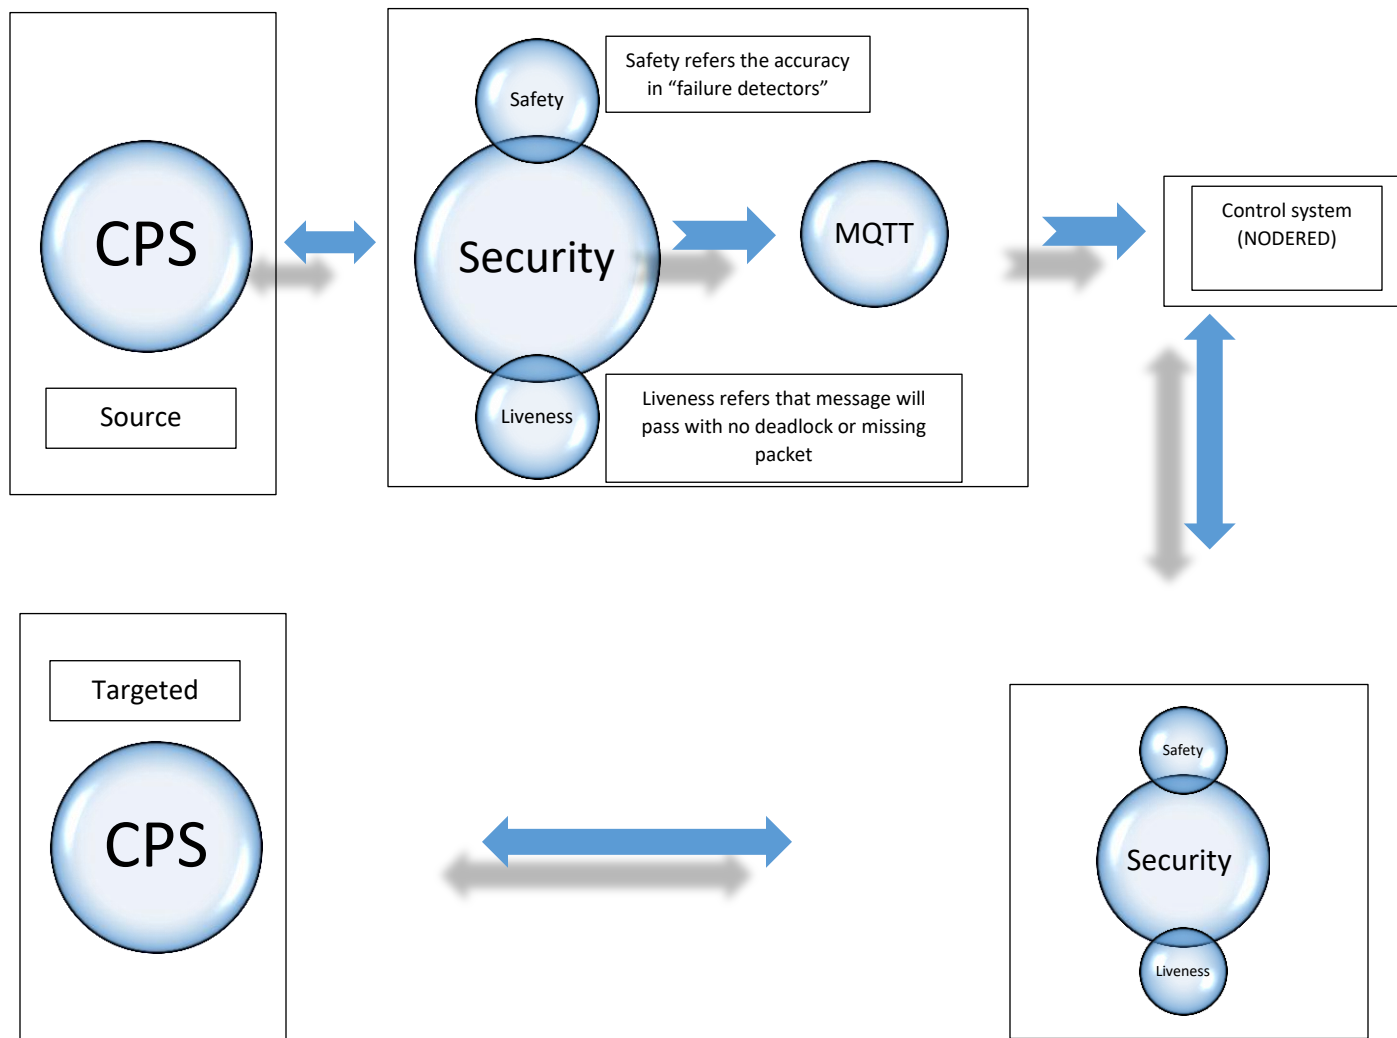 Safety refers the accuracy
in “failure detectors”
Safety
CPS
Security
MQTT
Control system
(NODERED)
Source
Liveness
Liveness refers that message will
pass with no deadlock or missing
packet
Targeted
CPS
Safety
Security
Liveness